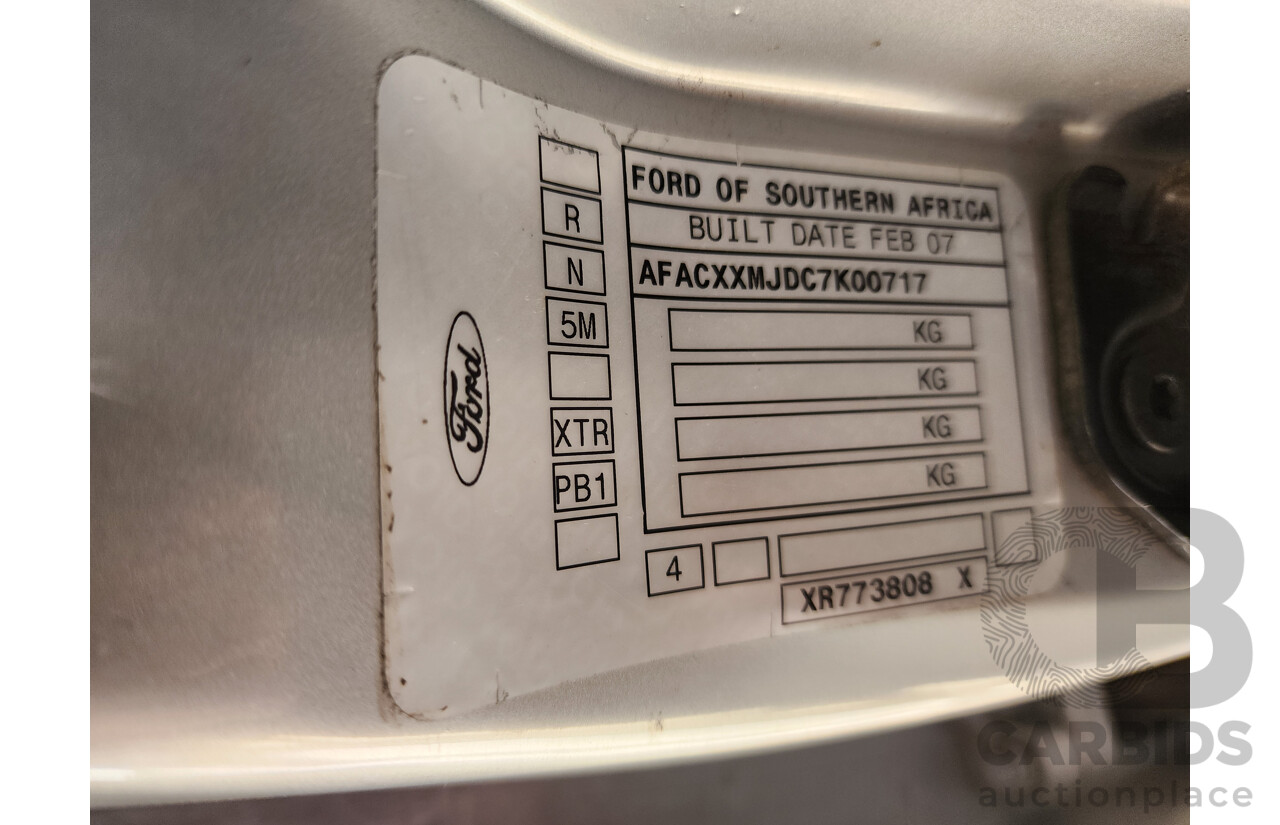 Ford
R
N
5M
XTR
PB1
FORD OF SOUTHERN AFRICA
BUILT DATE FEB 07
AFACXXMJDC7K00717
KG
KG
KG
KG
4
XR773808 X
CB
CARBIDS
auctionplace